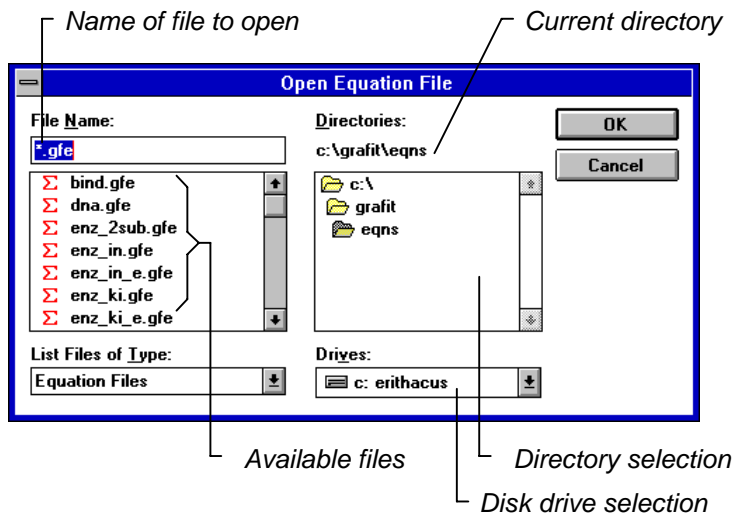 Name of file to open
Current directory
Open Equation File
File Name:
*.gfe
bind.gfe
dna.gfe
enz_2sub.gfe
enz_in.gfe
enz_in_e.gfe
enz_ki.gfe
enz_ki_e.gfe
List Files of Type:
Equation Files
Directories:
c:\grafit\eqns
c:\
grafit
eqns
Drives:
c: erithacus
OK
Cancel
Available files
Directory selection
Disk drive selection